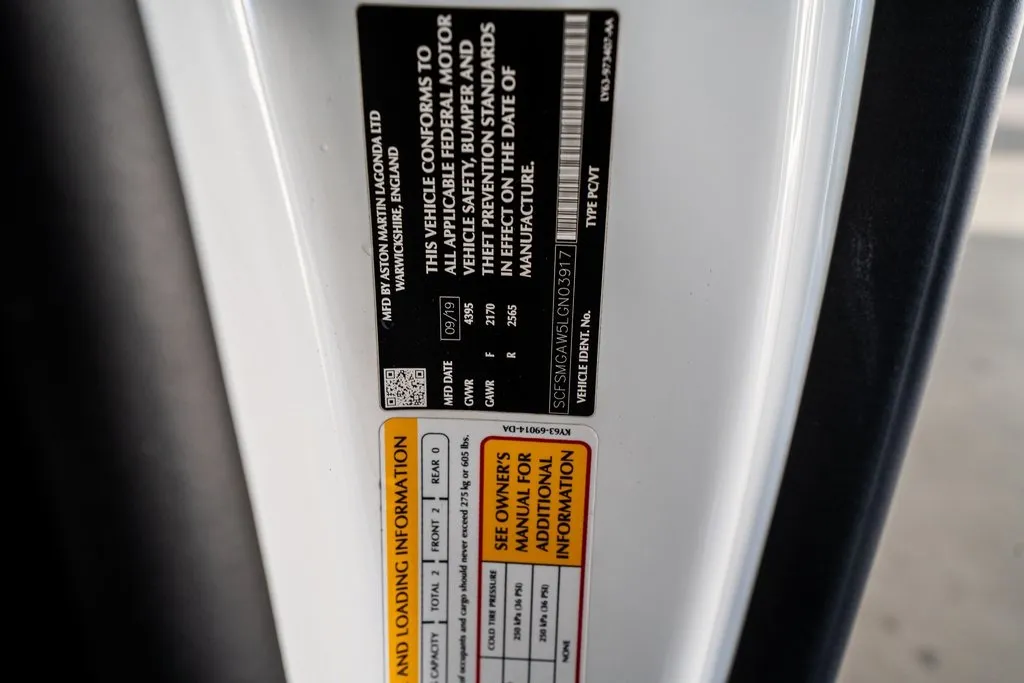 MFD BY ASTON MARTIN LAGONDA LTD
WARWICKSHIRE, ENGLAND
MFD DATE 09/19
GVWR 4395
GAWR F 2170
R 2565
THIS VEHICLE CONFORMS TO
ALL APPLICABLE FEDERAL MOTOR
VEHICLE SAFETY, BUMPER AND
THEFT PREVENTION STANDARDS
IN EFFECT ON THE DATE OF
MANUFACTURE.
SCFSMGAW5LGN03917
VEHICLE IDENT. No.
TYPE PC/VT
LY63-973407-AA
AND LOADING INFORMATION
CAPACITY TOTAL 2 FRONT 2 REAR 0
of occupants and cargo should never exceed 275 kg or 605 lbs.
COLD TIRE PRESSURE
250 kPa (36 PSI)
250 kPa (36 PSI)
NONE
SEE OWNER'S
MANUAL FOR
ADDITIONAL
INFORMATION
KY63-69014-DA